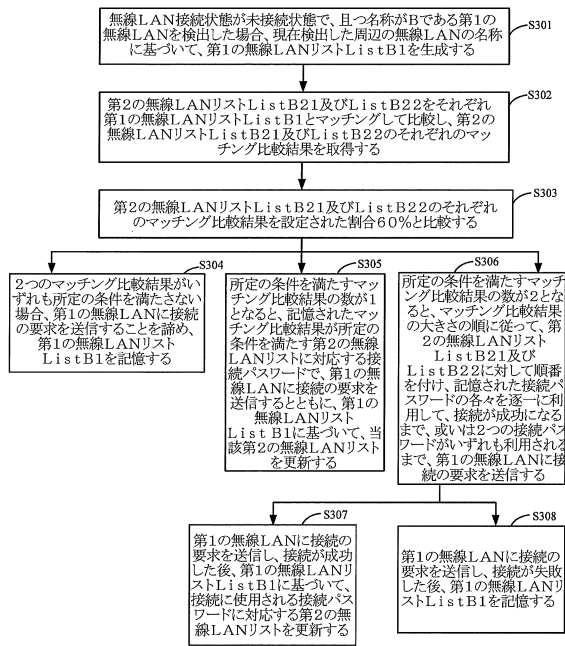 無線LAN接続状態が未接続状態で、且つ名称がBである第1の
無線LANを検出した場合、現在検出した周辺の無線LANの名称
に基づいて、第1の無線LANリストListB1を生成する
S301
第2の無線LANリストListB21及びListB22をそれぞれ
第1の無線LANリストListB1とマッチングして比較し、第2の
無線LANリストListB21及びListB22のそれぞれのマッ
チング比較結果を取得する
S302
第2の無線LANリストListB21及びListB22のそれぞれ
のマッチング比較結果を設定された割合60%と比較する
S303
S304
2つのマッチング比較結果がい
ずれも所定の条件を満たさない
場合、第1の無線LANに接続
の要求を送信することを諦め、
第1の無線LANリスト
ListB1を記憶する
S305
所定の条件を満たすマッ
チング比較結果の数が1
となると、記憶されたマッ
チング比較結果が所定の
条件を満たす第2の無線
LANリストに対応する接
続パスワードで、第1の無
線LANに接続の要求を
送信するとともに、第1の
無線LANリスト
ListB1に基づいて、当
該第2の無線LANリスト
を更新する
S306
所定の条件を満たすマッチ
ング比較結果の数が2とな
ると、マッチング比較結果
の大きさの順に従って、第
2の無線LANリスト
ListB21及び
ListB22に対して順番
を付け、記憶された接続パ
スワードの各々を逐一に利
用して、接続が成功になる
まで、或いは2つの接続パス
ワードがいずれも利用される
まで、第1の無線LANに接
続の要求を送信する
S307
第1の無線LANに接続の
要求を送信し、接続が成功
した後、第1の無線LANリ
ストListB1に基づいて、
接続に使用される接続パス
ワードに対応する第2の無
線LANリストを更新する
S308
第1の無線LANに接続の
要求を送信し、接続が失敗
した後、第1の無線LANリ
ストListB1を記憶する